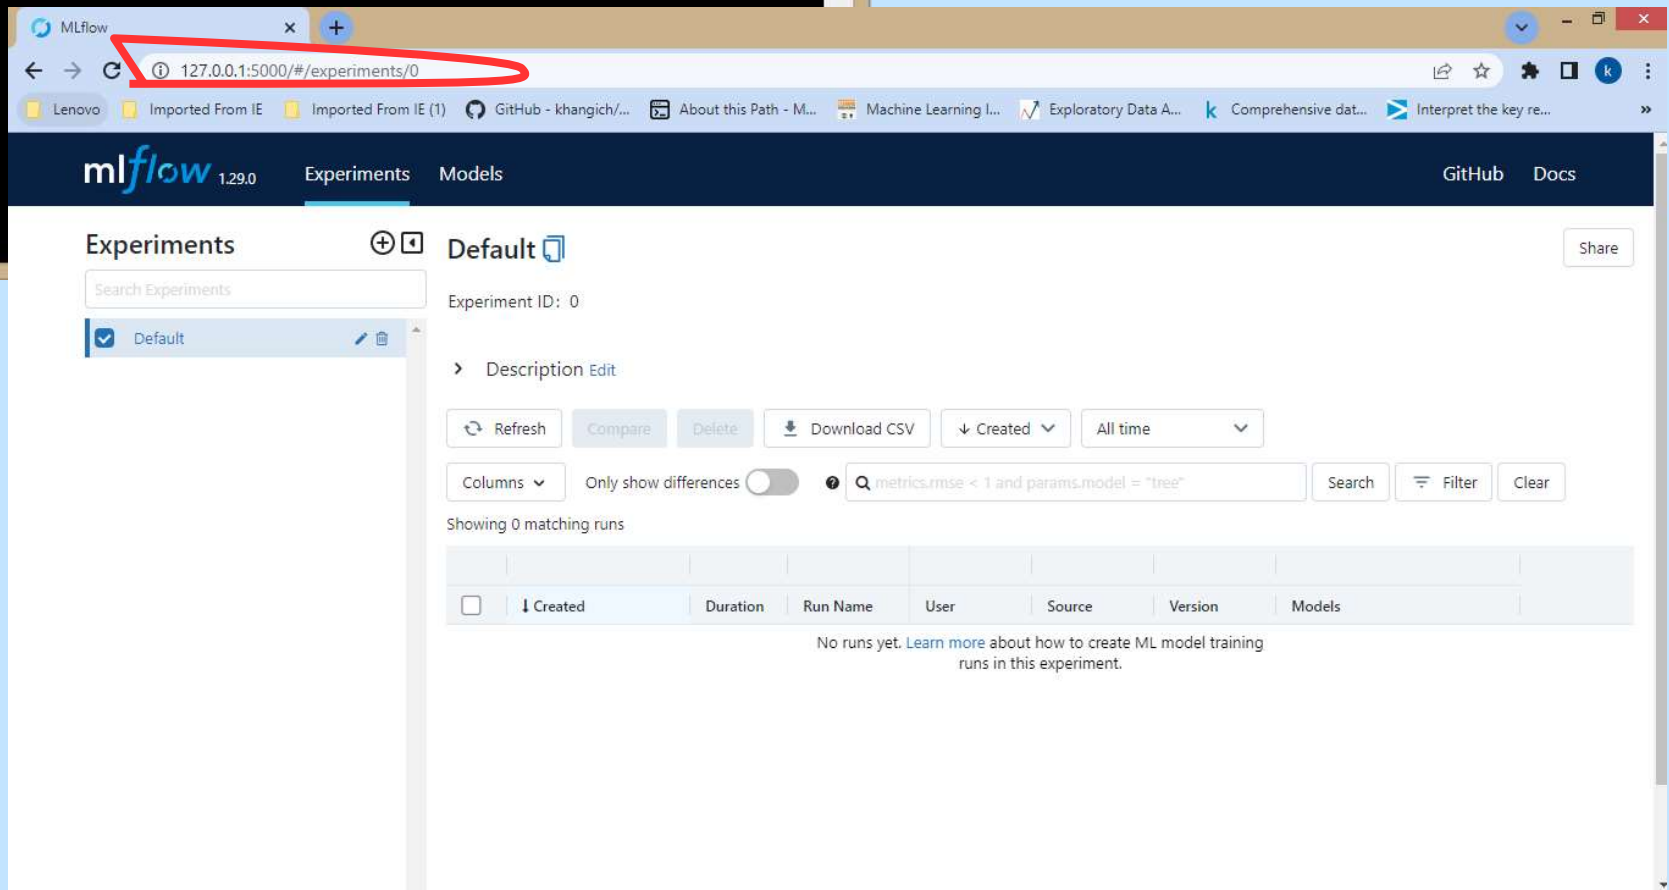 MLflow
127.0.0.1:5000/#/experiments/0
k
Lenovo Imported From IE Imported From IE (1) GitHub - khangich/... About this Path - M... Machine Learning I... Exploratory Data A... Comprehensive dat... Interpret the key re... »
mlflow 1.29.0 Experiments Models GitHub Docs
Experiments
Search Experiments
Default
Default Share
Experiment ID: 0
Description Edit
Refresh Compare Delete Download CSV Created All time
Columns Only show differences metrics.rmse < 1 and params.model = "tree" Search Filter Clear
Showing 0 matching runs
Created Duration Run Name User Source Version Models
No runs yet. Learn more about how to create ML model training
runs in this experiment.